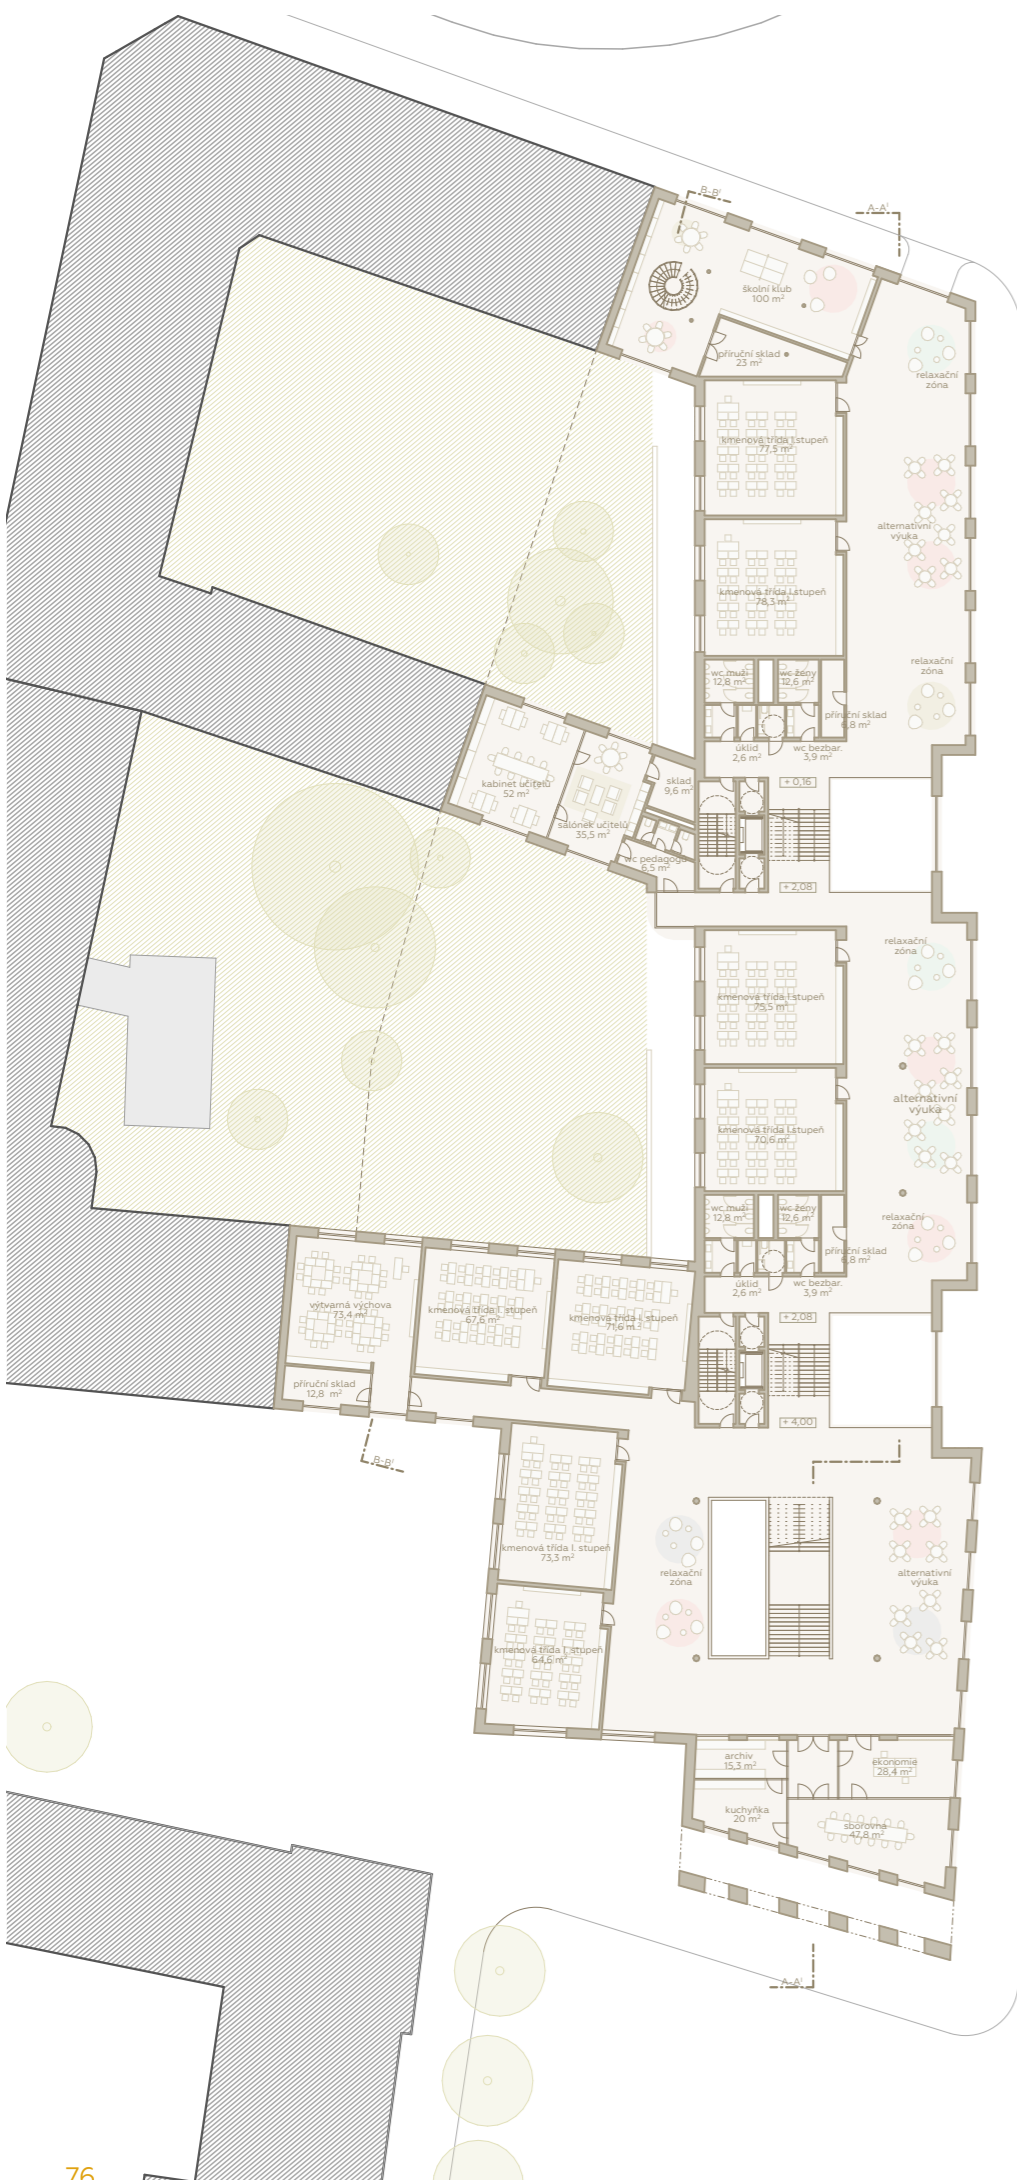 B-B'
A-A'
školní klub
100 m²
příruční sklad
23 m²
relaxační
zóna
kmenová třída I.stupeň
77,5 m²
alternativní
výuka
kmenová třída I.stupeň
78,3 m²
relaxační
zóna
wc muži
12,8 m²
wc ženy
12,6 m²
příruční sklad
6,8 m²
úklid
2,6 m²
wc bezbar.
3,9 m²
kabinet učitelů
52 m²
sklad
9,6 m²
+ 0,16
salónek učitelů
35,5 m²
wc pedagogů
6,5 m²
+ 2,08
relaxační
zóna
kmenová třída I.stupeň
75,5 m²
alternativní
výuka
kmenová třída I.stupeň
70,6 m²
relaxační
zóna
wc muži
12,8 m²
wc ženy
12,6 m²
příruční sklad
6,8 m²
úklid
2,6 m²
wc bezbar.
3,9 m²
výtvarná výchova
73,4 m²
kmenová třída I. stupeň
67,6 m²
kmenová třída I. stupeň
71,6 m²
+ 2,08
příruční sklad
12,8 m²
+ 4,00
B-B'
kmenová třída I. stupeň
73,3 m²
relaxační
zóna
alternativní
výuka
kmenová třída I. stupeň
64,6 m²
archiv
15,3 m²
ekonomie
28,4 m²
kuchyňka
20 m²
sborovna
47,8 m²
A-A'
76